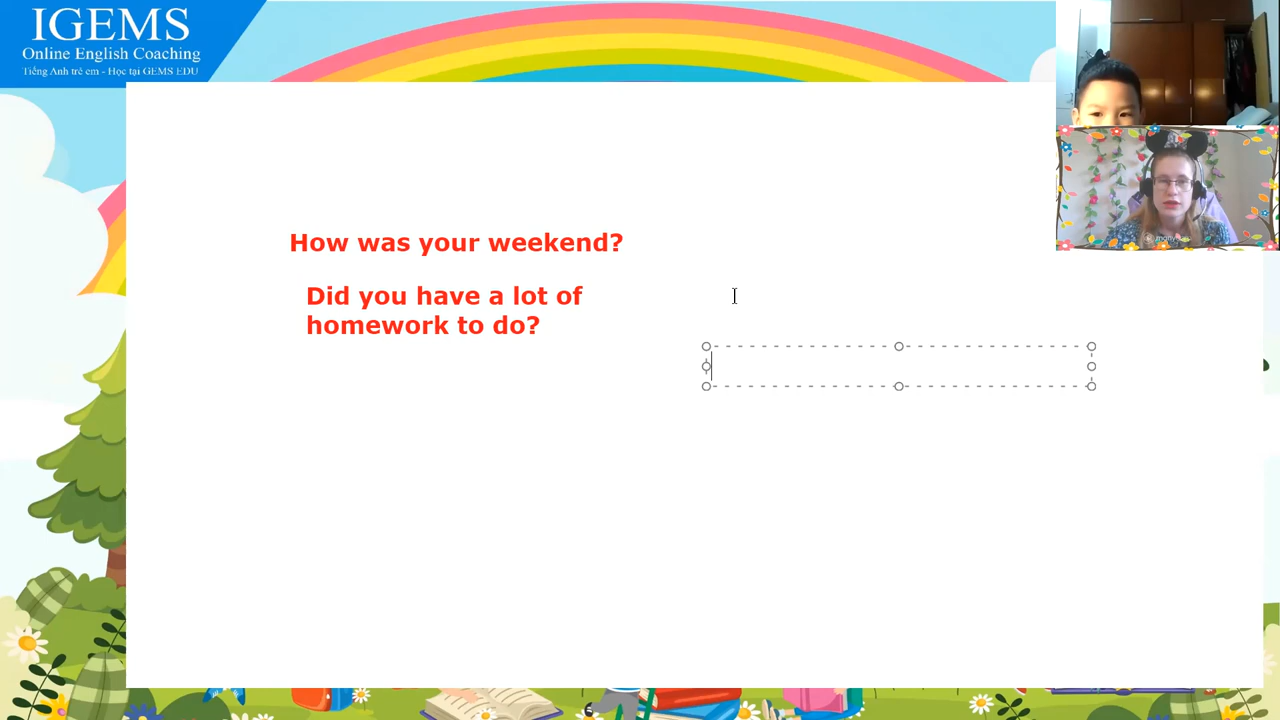 IGEMS
Online English Coaching
Tiếng Anh trẻ em - Học tại GEMS EDU
How was your weekend?
Did you have a lot of
homework to do?